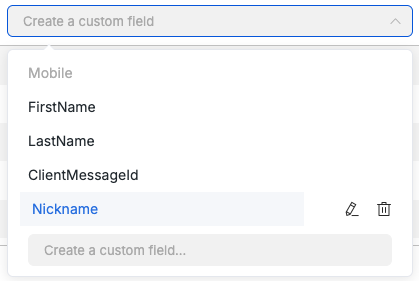 Create a custom field
Mobile
FirstName
LastName
ClientMessageId
Nickname
Create a custom field...